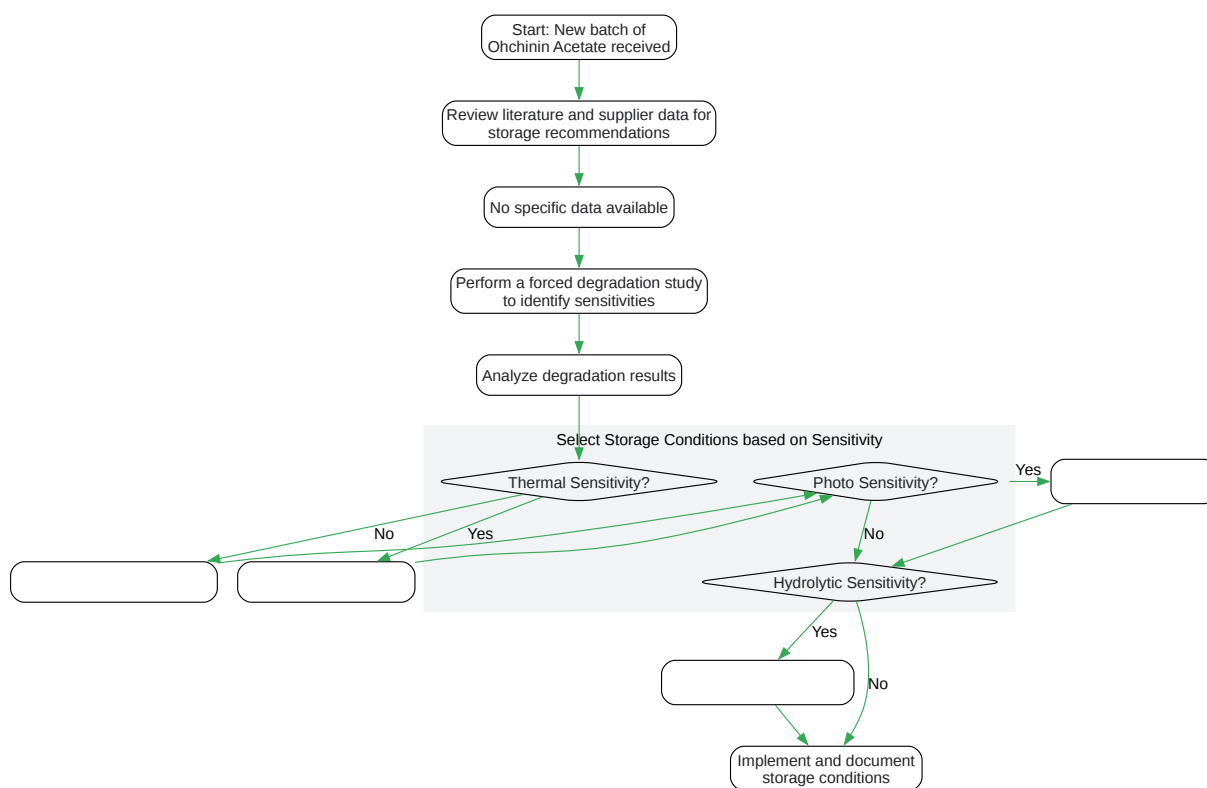 Start: New batch of
Ohchinin Acetate received
Review literature and supplier data for
storage recommendations
No specific data available
Perform a forced degradation study
to identify sensitivities
Analyze degradation results
Select Storage Conditions based on Sensitivity
Thermal Sensitivity?
Photo Sensitivity?
Yes
No
Yes
No
Hydrolytic Sensitivity?
Yes
No
Implement and document
storage conditions